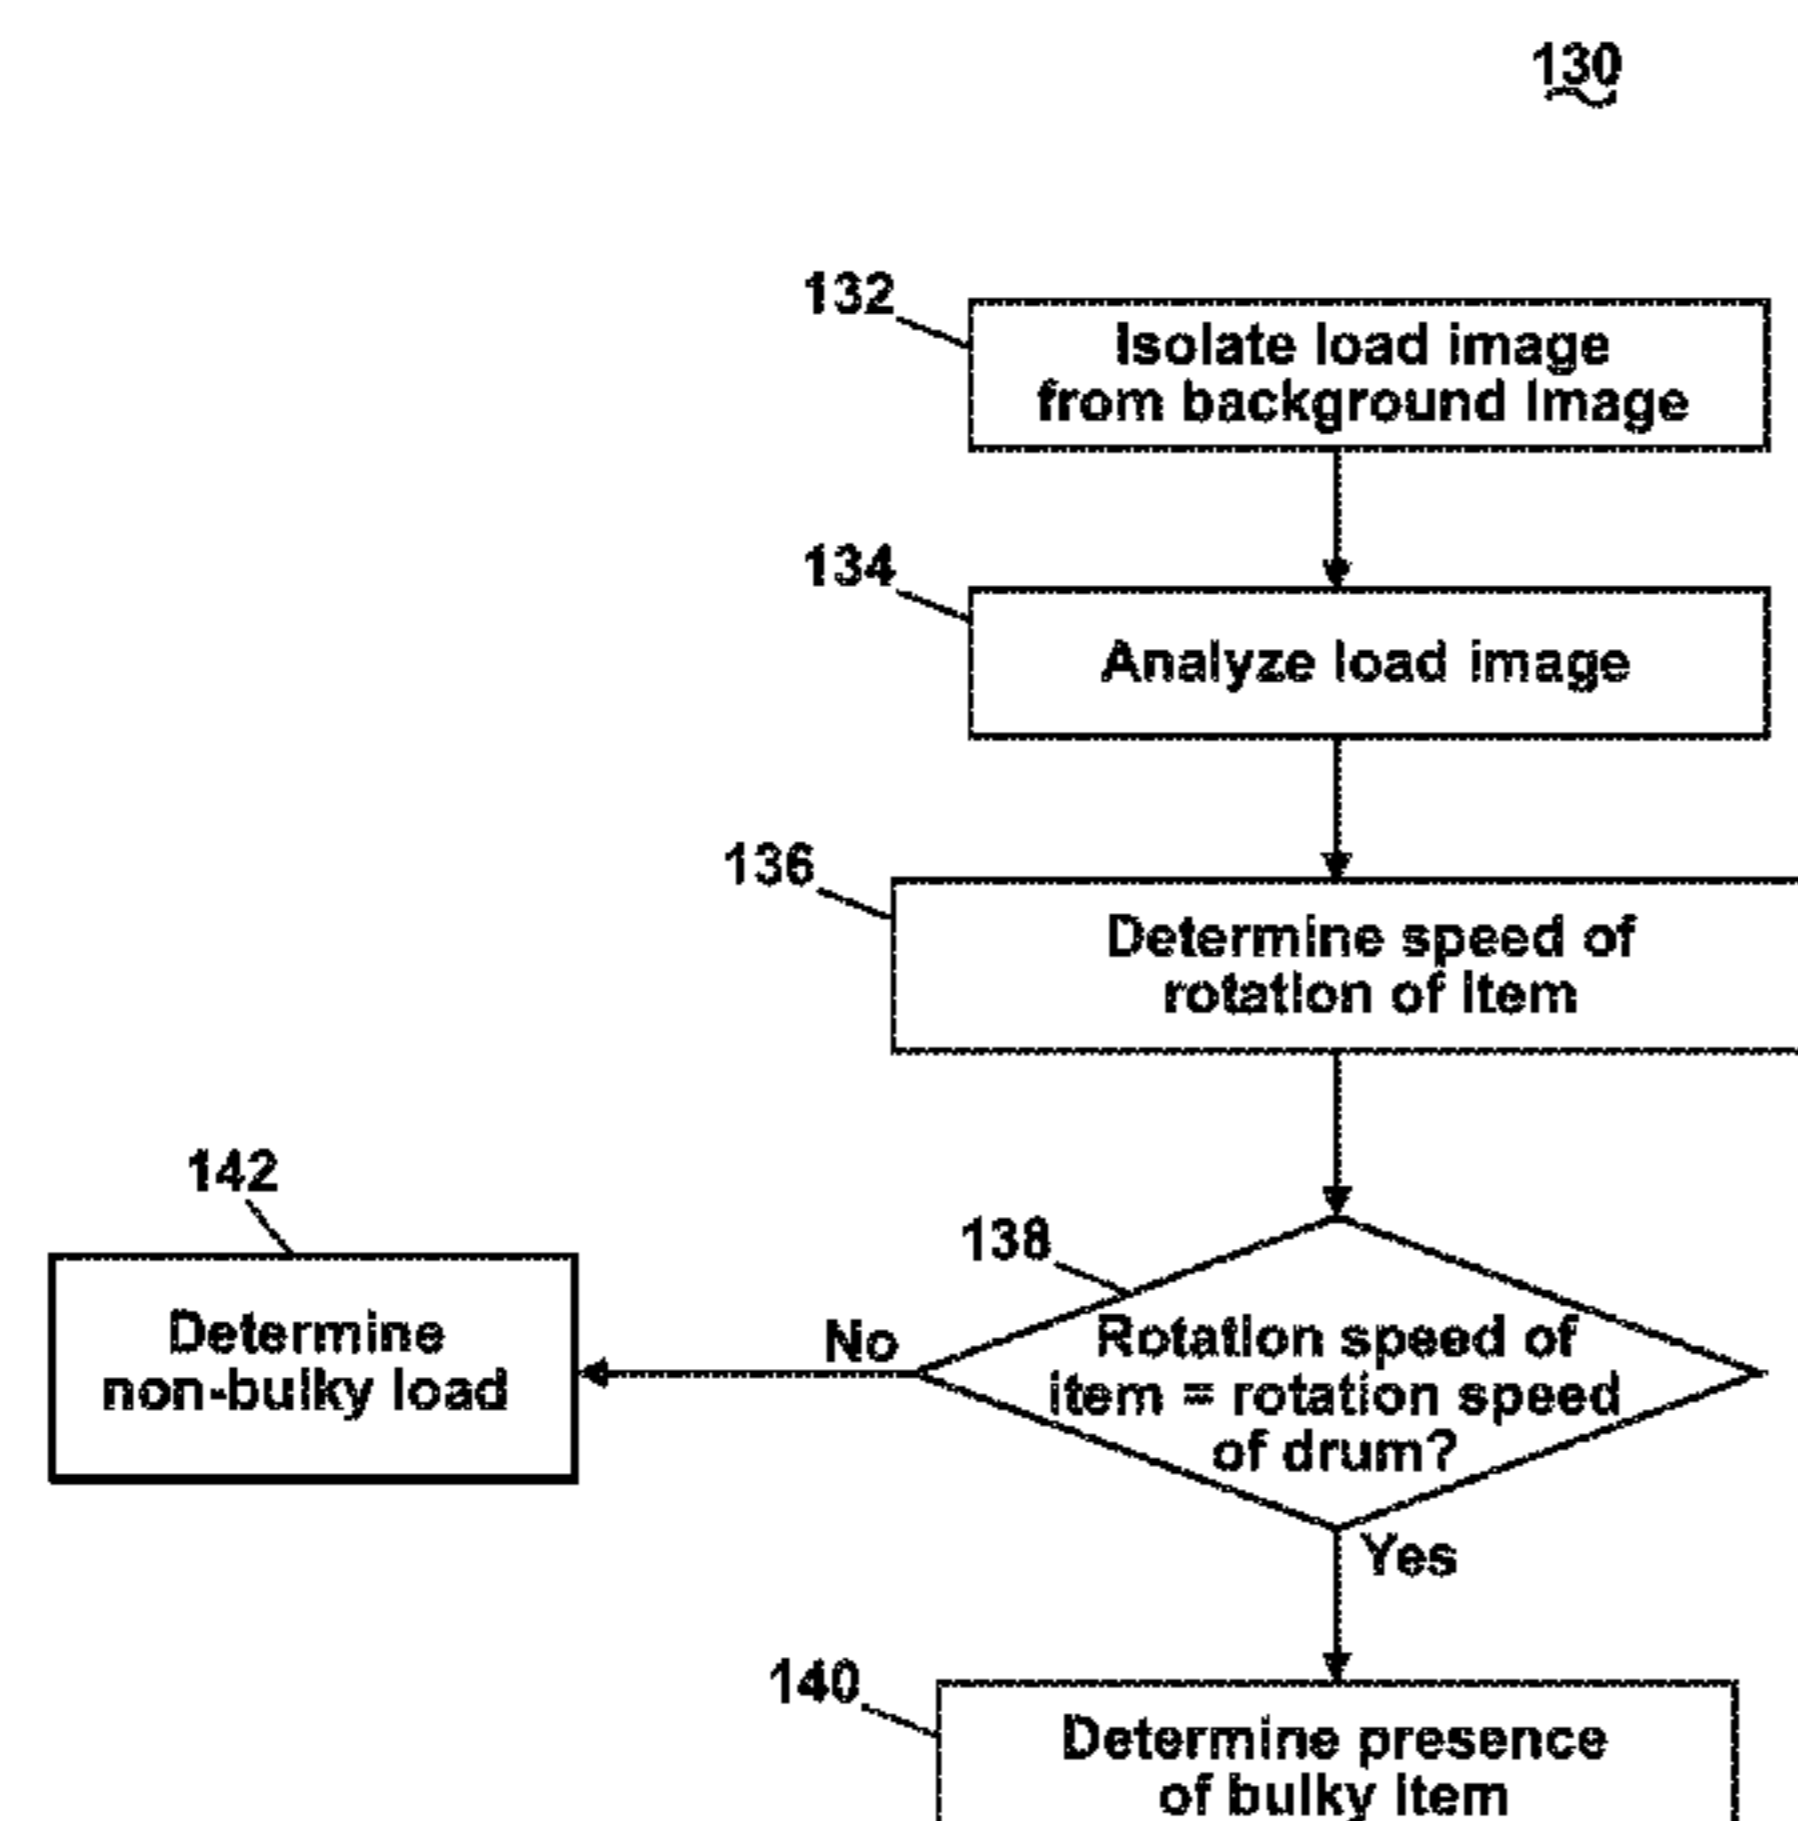 130
132
Isolate load image
from background Image
134
Analyze load image
136
Determine speed of
rotation of item
142
138
Determine
non-bulky load
No
Rotation speed of
item = rotation speed
of drum?
Yes
140
Determine presence
of bulky item